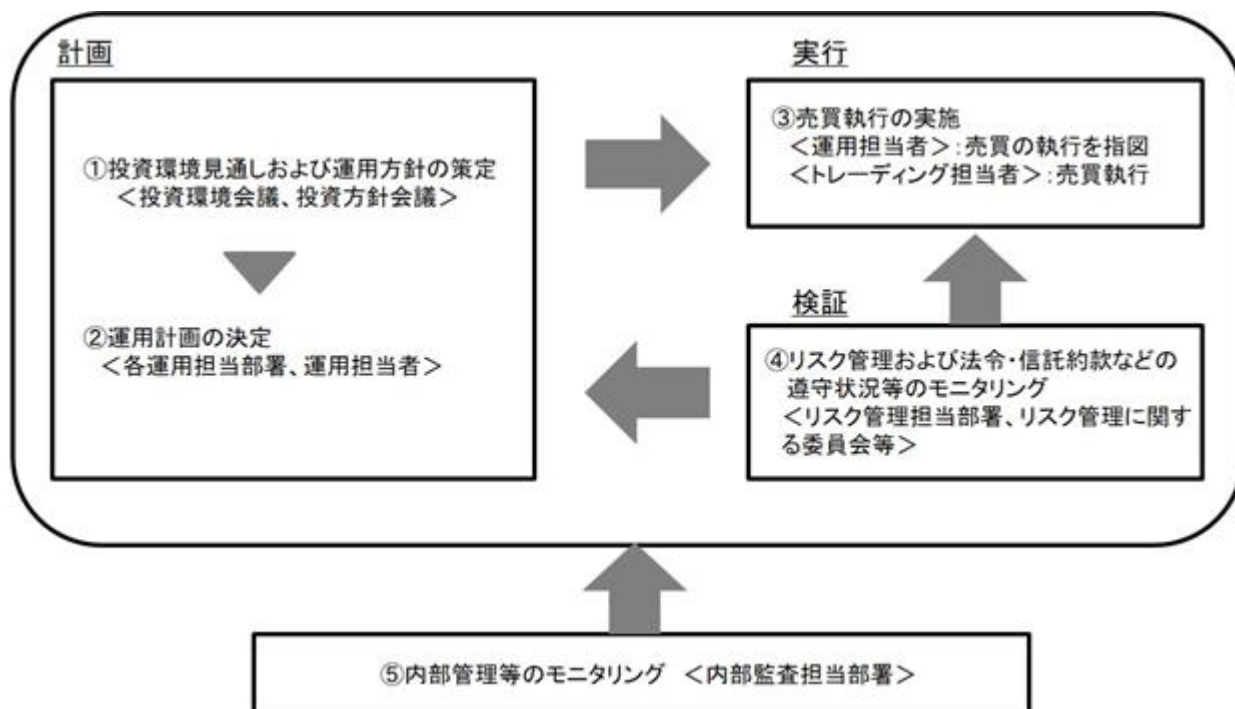 計画
①投資環境見通しおよび運用方針の策定
＜投資環境会議、投資方針会議＞
②運用計画の決定
＜各運用担当部署、運用担当者＞
実行
③売買執行の実施
＜運用担当者＞：売買の執行を指図
＜トレーディング担当者＞：売買執行
検証
④リスク管理および法令・信託約款などの
遵守状況等のモニタリング
＜リスク管理担当部署、リスク管理に関す
る委員会等＞
⑤内部管理等のモニタリング ＜内部監査担当部署＞